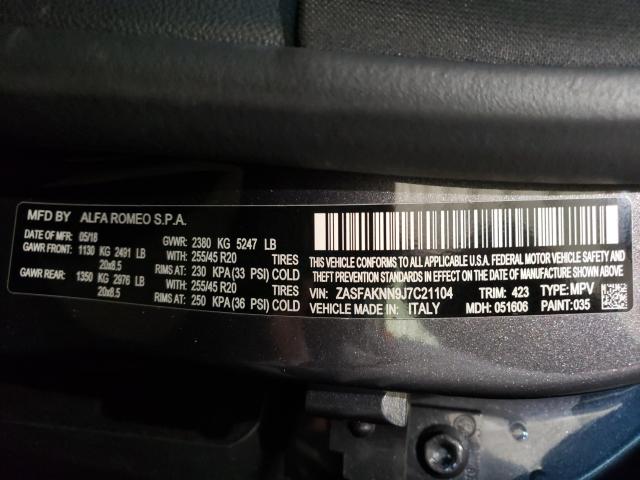 MFD BY ALFA ROMEO S.P.A.
DATE OF MFR: 05/18 GVWR: 2380 KG 5247 LB
GAWR FRONT: 1130 KG 2491 LB WITH: 255/45 R20 TIRES
20x8.5 RIMS AT: 230 KPA(33 PSI) COLD
GAWR REAR: 1350 KG 2976 LB WITH: 255/45 R20 TIRES
20x8.5 RIMS AT: 250 KPA(36 PSI) COLD
THIS VEHICLE CONFORMS TO ALL APPLICABLE U.S.A. FEDERAL MOTOR VEHICLE SAFETY AND
THEFT PREVENTION STANDARDS IN EFFECT ON THE DATE OF MANUFACTURE SHOWN ABOVE.
VIN: ZASFAKNN9J7C21104 TRIM: 423 TYPE: MPV
VEHICLE MADE IN: ITALY MDH: 051606 PAINT: 035